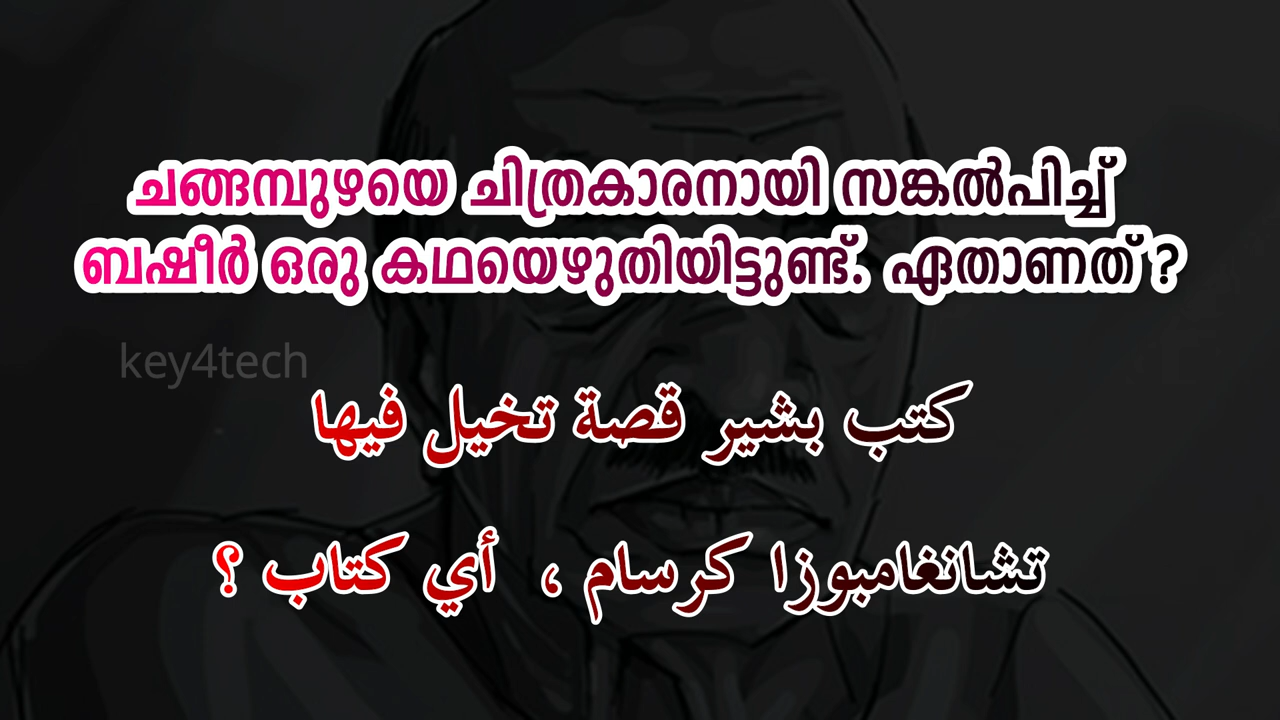 ചങ്ങമ്പുഴയെ ചിത്രകാരനായി സങ്കൽപിച്ച്
ബഷീർ ഒരു കഥയെഴുതിയിട്ടുണ്ട്. ഏതാണത് ?
key4tech
كتب بشير قصة تخيل فيها
تشانغامبوزا كرسام ، أي كتاب ؟